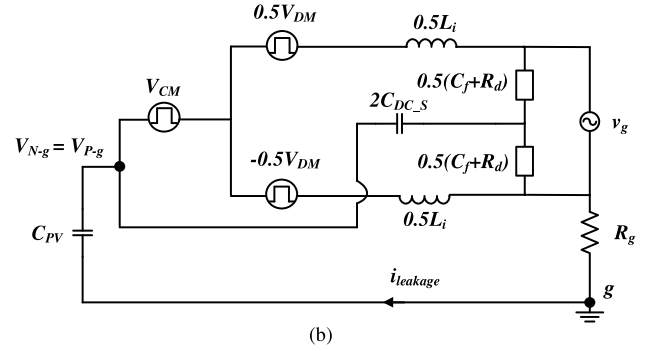 0.5V_DM
0.5L_i
V_CM
0.5(C_f+R_d)
2C_DC_S
v_g
V_N-g = V_P-g
-0.5V_DM
0.5(C_f+R_d)
0.5L_i
C_PV
R_g
i_leakage
g
(b)